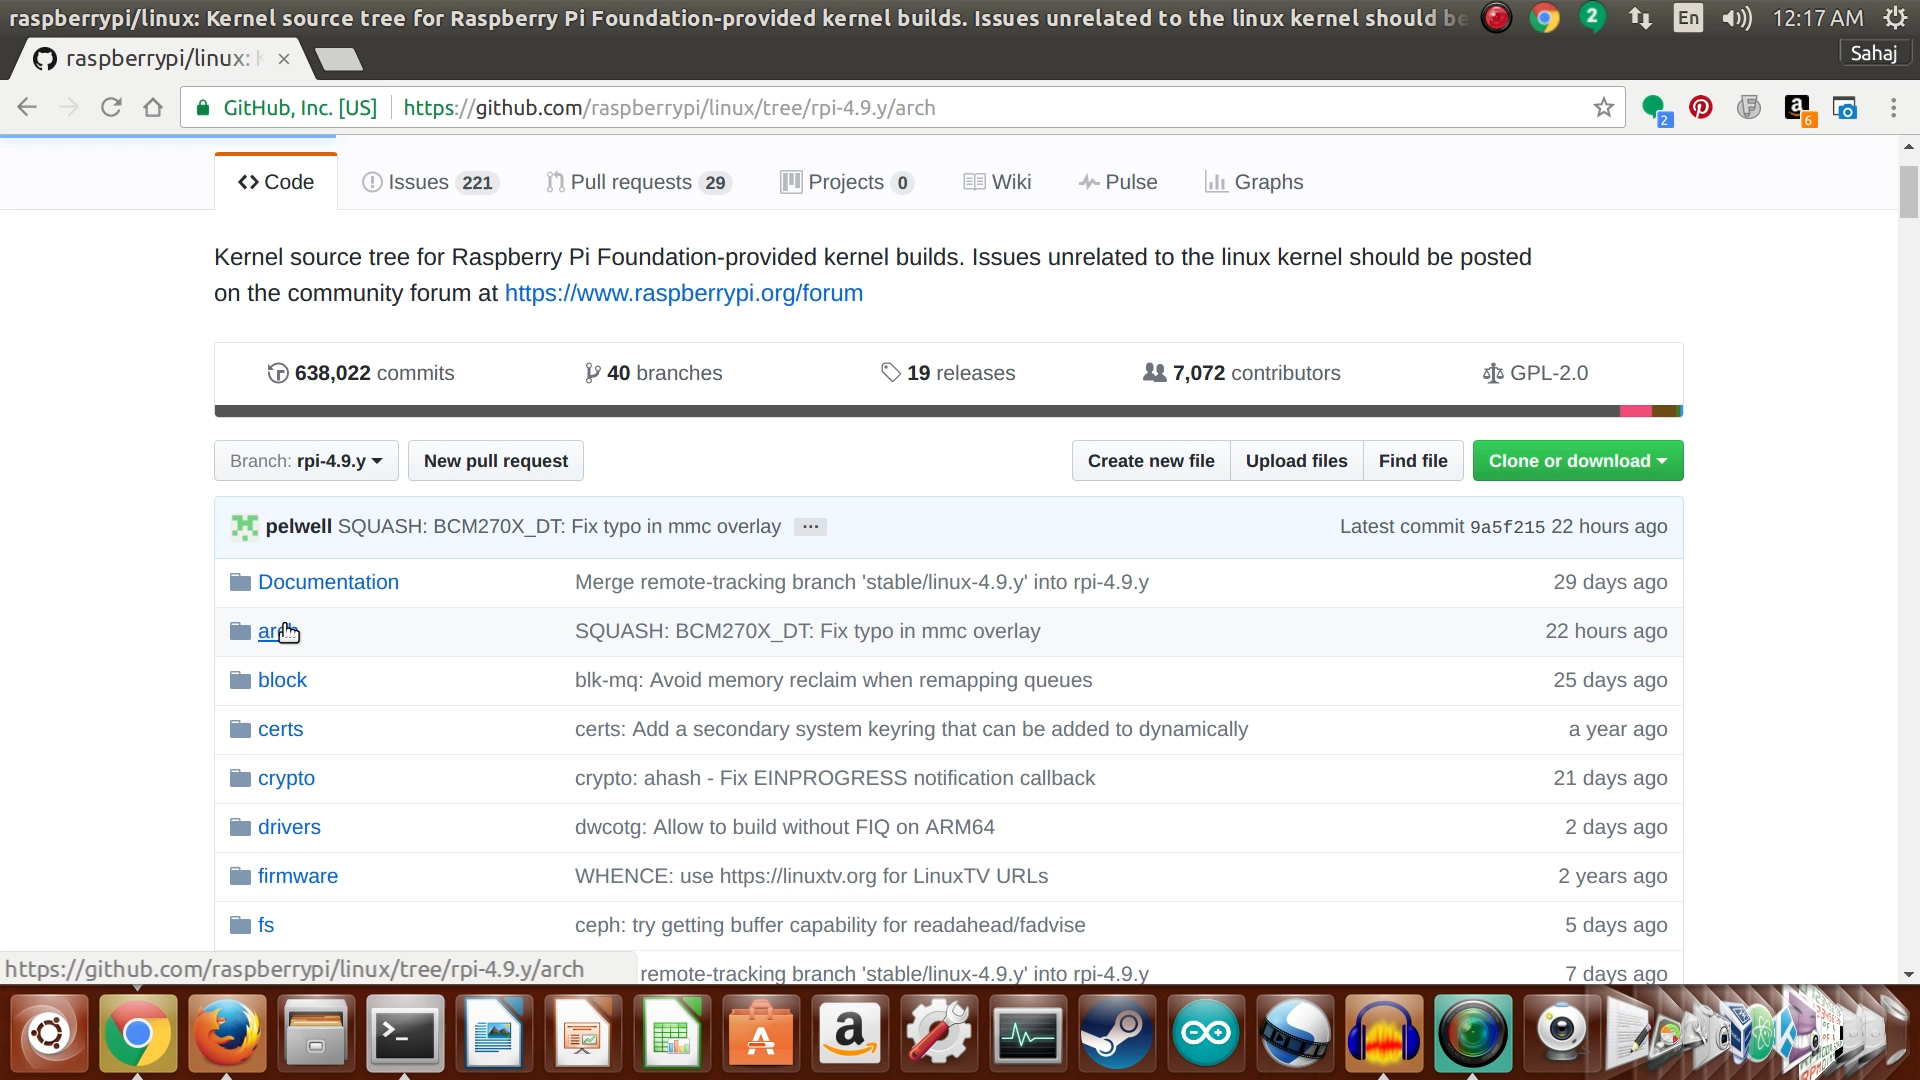 raspberrypi/linux: Kernel source tree for Raspberry Pi Foundation-provided kernel builds. Issues unrelated to the linux kernel should be
2 En 12:17 AM
raspberrypi/linux: Sahaj
GitHub, Inc. [US] https://github.com/raspberrypi/linux/tree/rpi-4.9.y/arch 2 a 6
Code Issues 221 Pull requests 29 Projects 0 Wiki Pulse Graphs
Kernel source tree for Raspberry Pi Foundation-provided kernel builds. Issues unrelated to the linux kernel should be posted
on the community forum at https://www.raspberrypi.org/forum
638,022 commits 40 branches 19 releases 7,072 contributors GPL-2.0
Branch: rpi-4.9.y New pull request Create new file Upload files Find file Clone or download
pelwell SQUASH: BCM270X_DT: Fix typo in mmc overlay ... Latest commit 9a5f215 22 hours ago
Documentation Merge remote-tracking branch 'stable/linux-4.9.y' into rpi-4.9.y 29 days ago
arch SQUASH: BCM270X_DT: Fix typo in mmc overlay 22 hours ago
block blk-mq: Avoid memory reclaim when remapping queues 25 days ago
certs certs: Add a secondary system keyring that can be added to dynamically a year ago
crypto crypto: ahash - Fix EINPROGRESS notification callback 21 days ago
drivers dwcotg: Allow to build without FIQ on ARM64 2 days ago
firmware WHENCE: use https://linuxtv.org for LinuxTV URLs 2 years ago
fs ceph: try getting buffer capability for readahead/fadvise 5 days ago
https://github.com/raspberrypi/linux/tree/rpi-4.9.y/arch remote-tracking branch 'stable/linux-4.9.y' into rpi-4.9.y 7 days ago